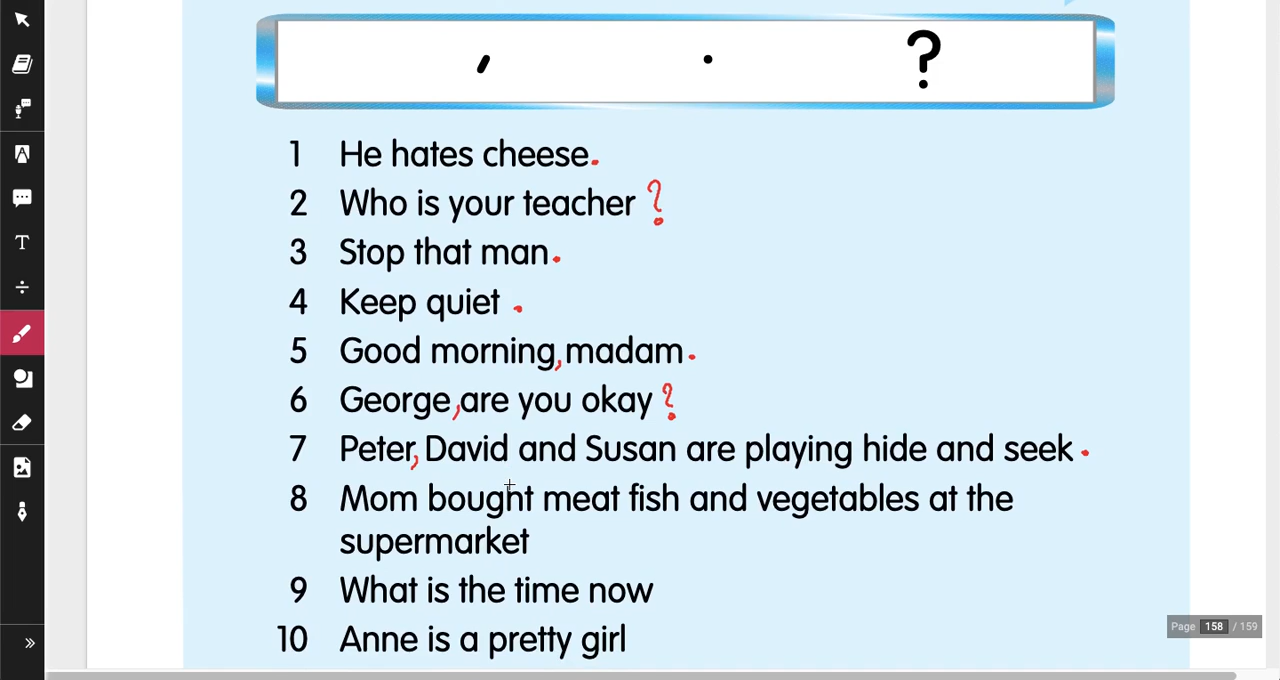 , . ?
1 He hates cheese.
2 Who is your teacher ?
3 Stop that man.
4 Keep quiet .
5 Good morning,madam.
6 George,are you okay ?
7 Peter, David and Susan are playing hide and seek.
8 Mom bought meat fish and vegetables at the
supermarket
9 What is the time now
10 Anne is a pretty girl
Page 158 / 159